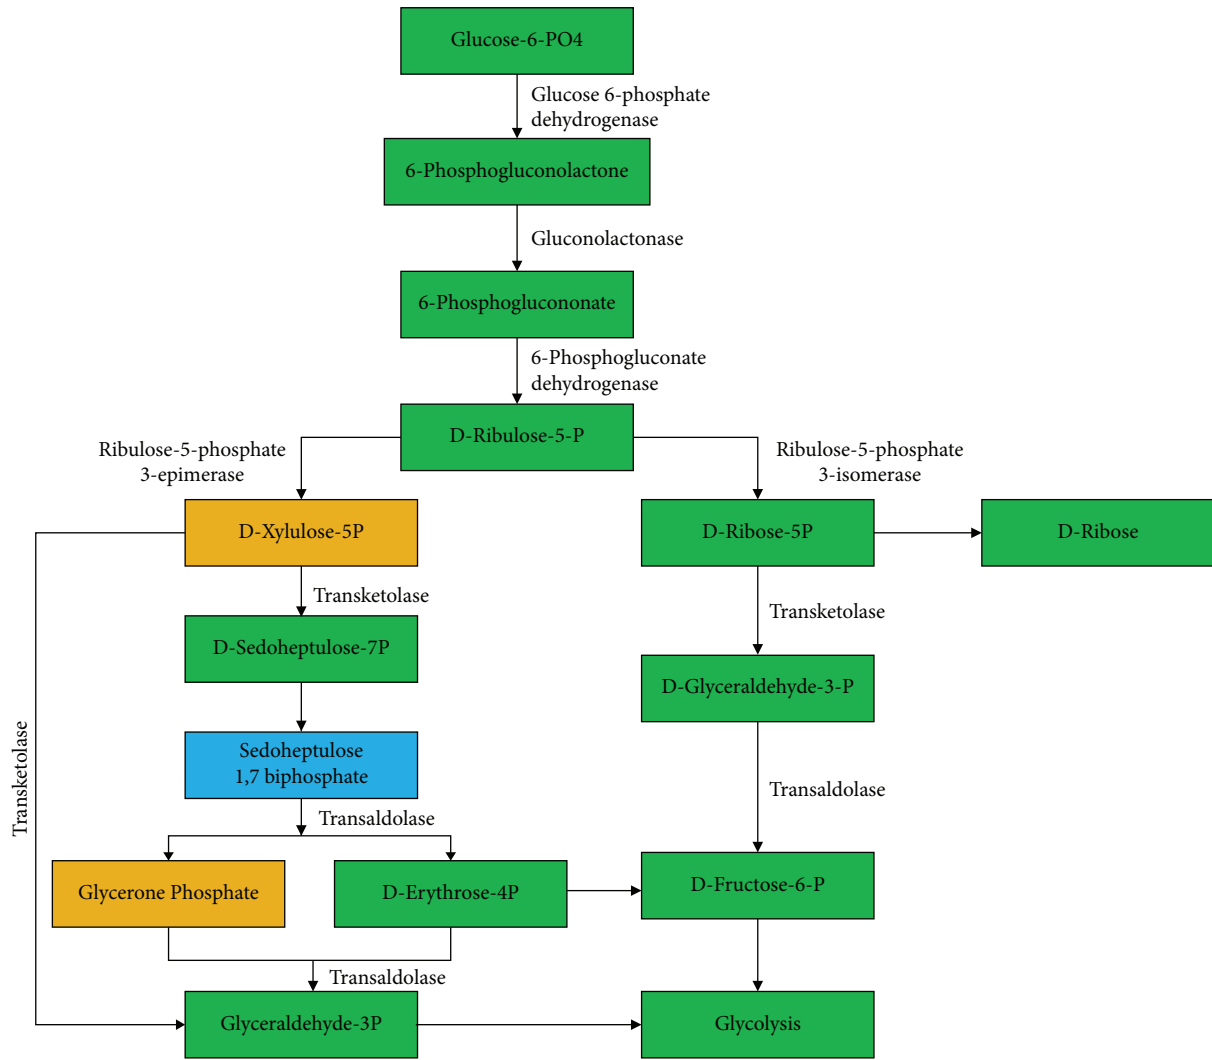 Glucose-6-PO4
Glucose 6-phosphate
dehydrogenase
6-Phosphogluconolactone
Gluconolactonase
6-Phosphoglucononate
6-Phosphogluconate
dehydrogenase
D-Ribulose-5-P
Ribulose-5-phosphate
3-epimerase
Ribulose-5-phosphate
3-isomerase
D-Xylulose-5P
D-Ribose-5P
D-Ribose
Transketolase
Transketolase
D-Sedoheptulose-7P
D-Glyceraldehyde-3-P
Transketolase
Sedoheptulose
1,7 biphosphate
Transaldolase
Transaldolase
Glycerone Phosphate
D-Erythrose-4P
D-Fructose-6-P
Transaldolase
Glyceraldehyde-3P
Glycolysis